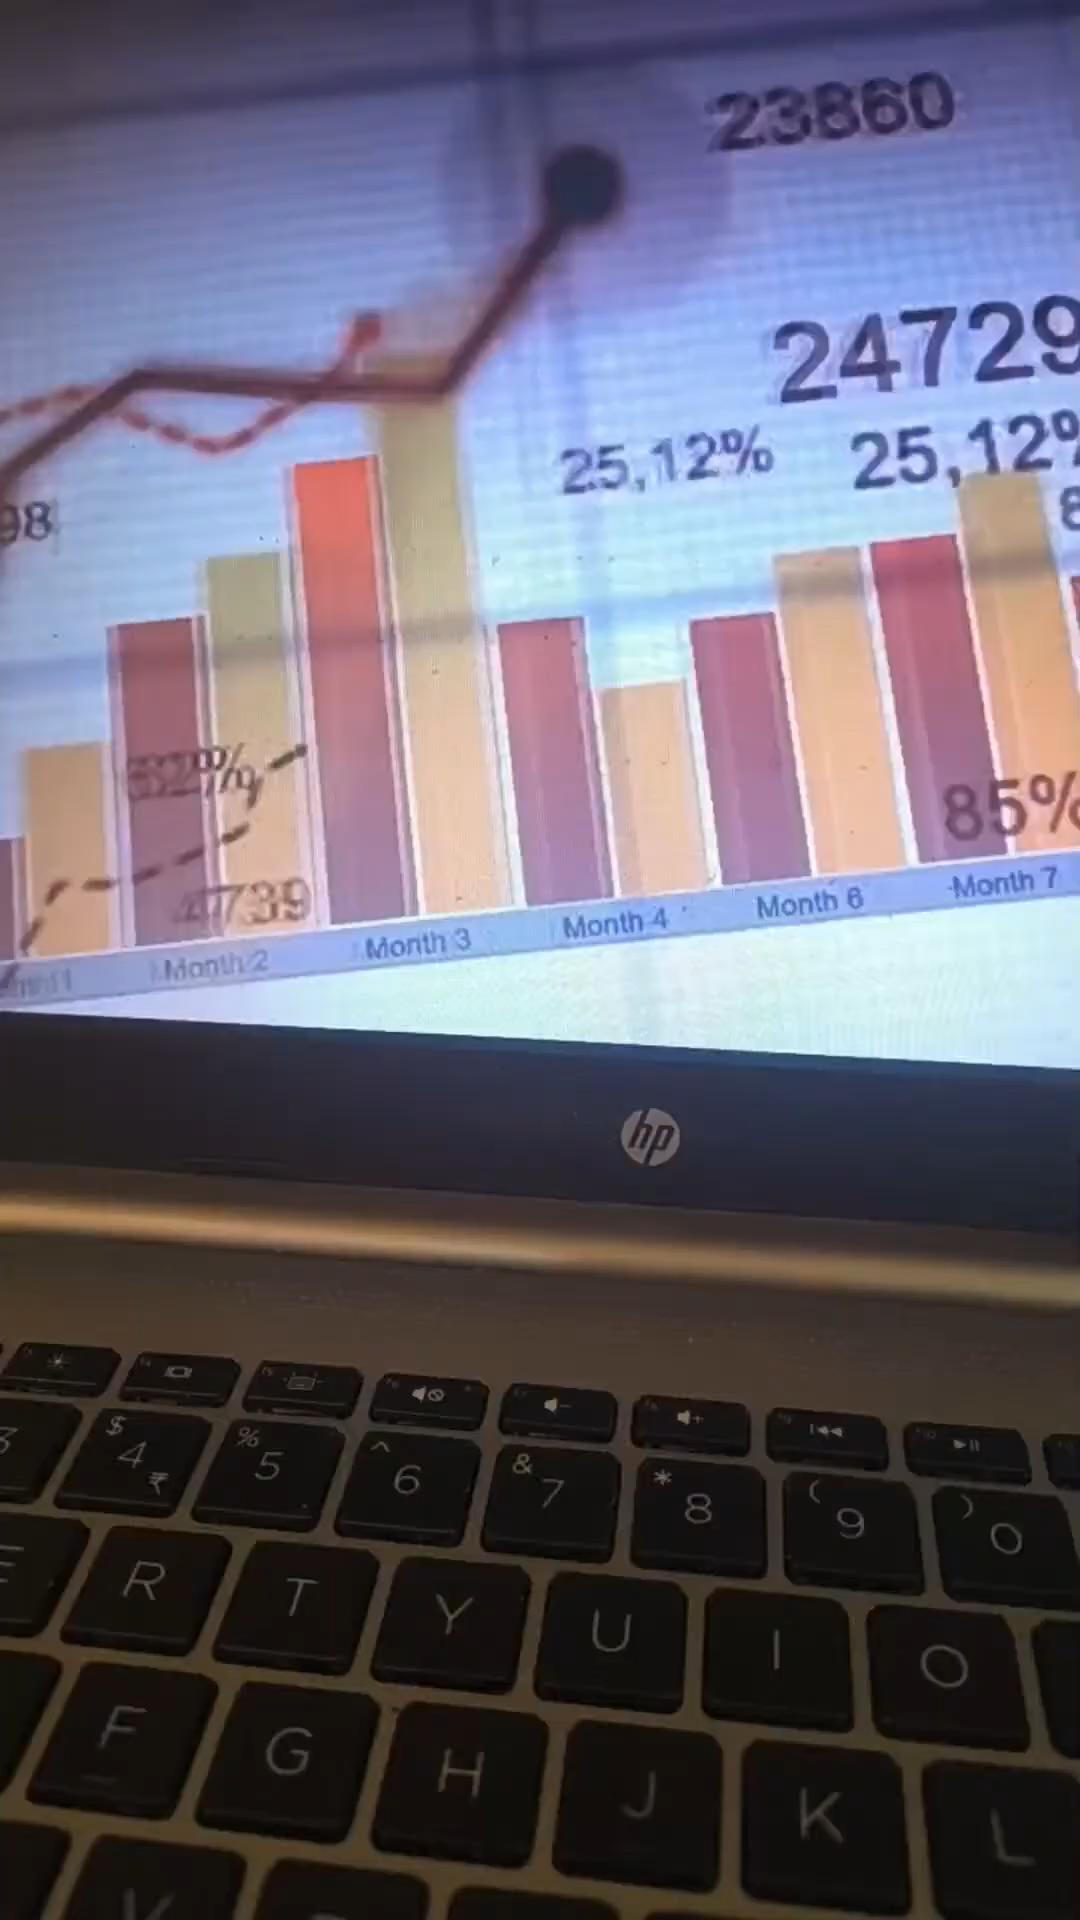 23860
24729
25,12%
25,12%
98
85%
Month 2
Month 3
Month 4
Month 6
Month 7
hp
$ 4 ₹
% 5
^ 6
& 7
* 8
( 9
) 0
R T Y U I O
F G H J K L